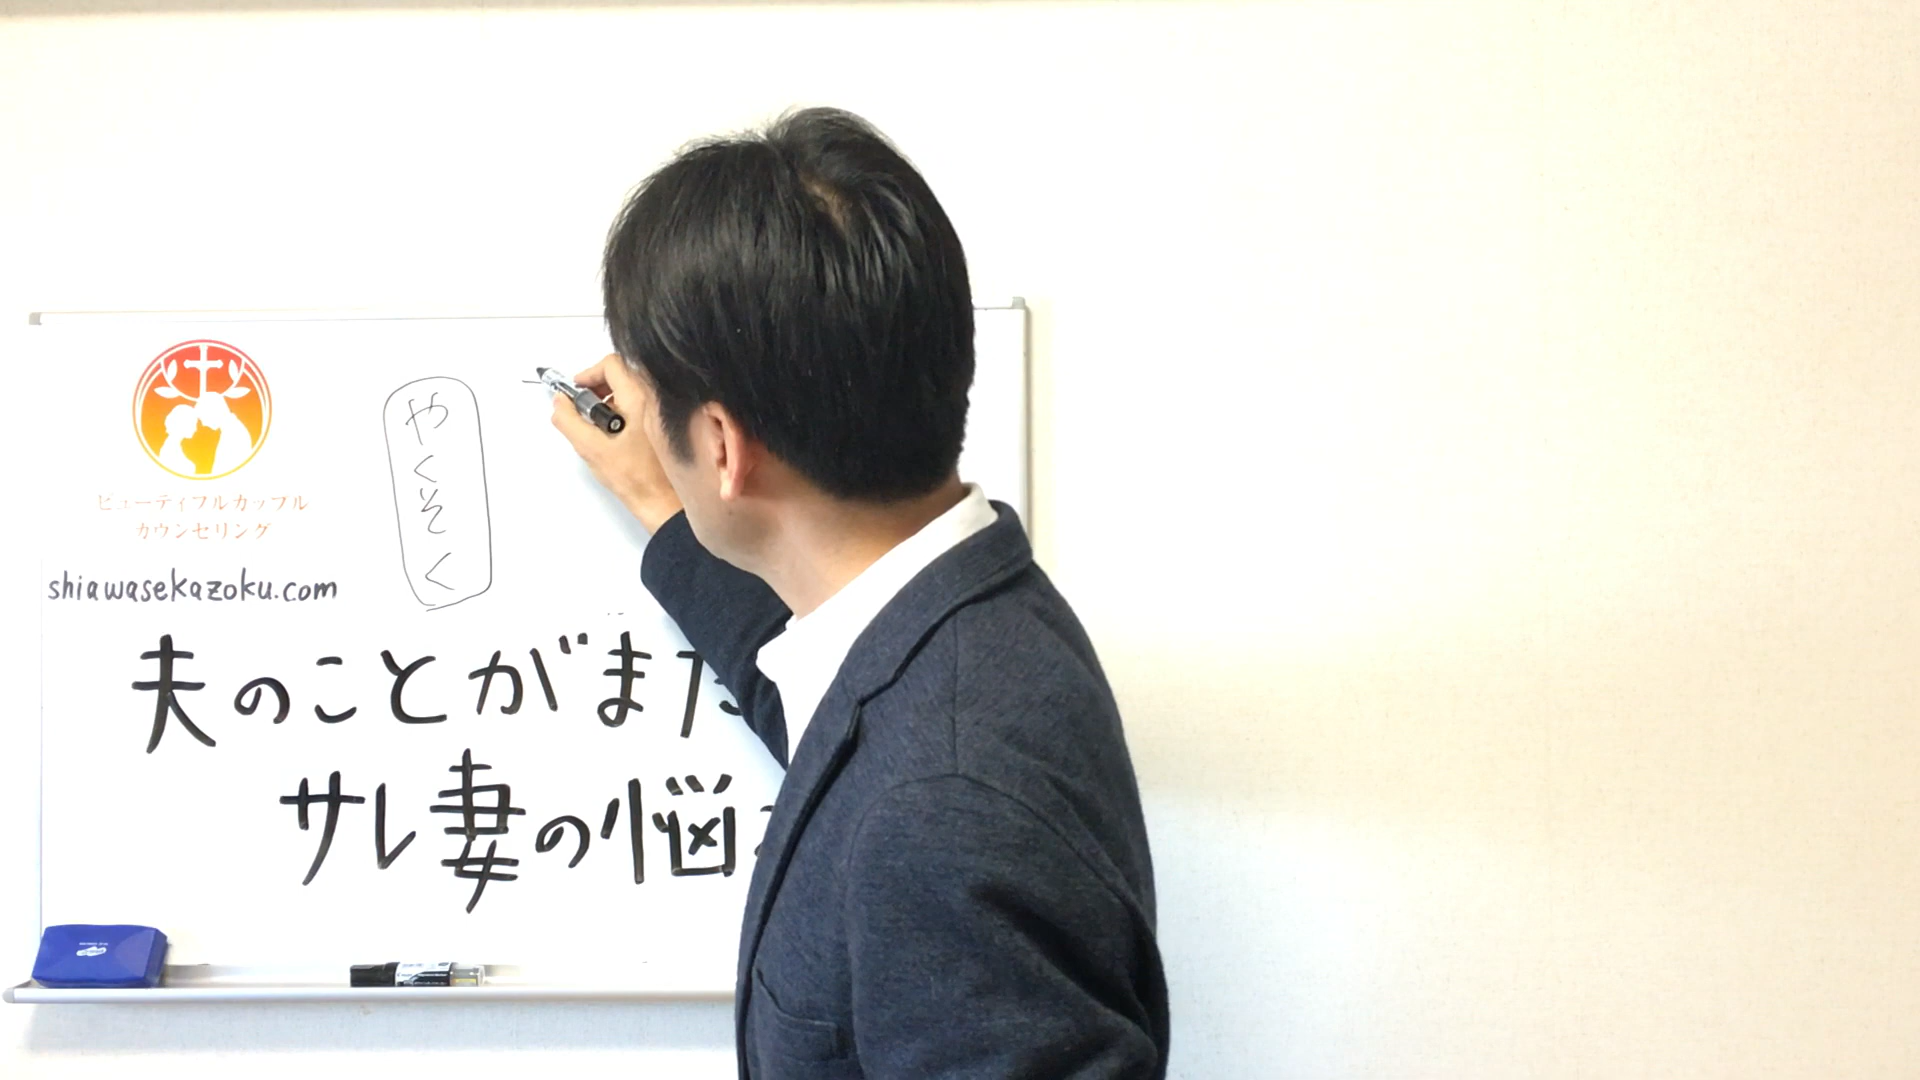 ビューティフルカップル
カウンセリング
shiawasekazoku.com
やくそく
夫のことがまだ
サレ妻の悩